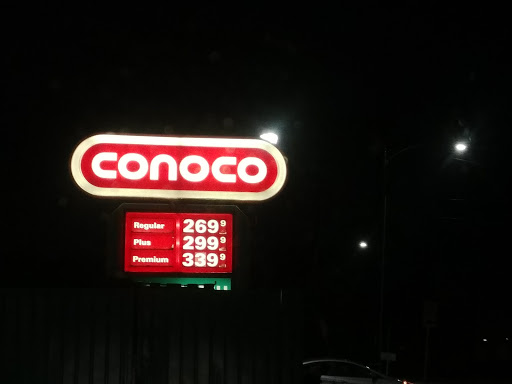 CONOCO
Regular 269 9
Plus 299 9
Premium 339 9